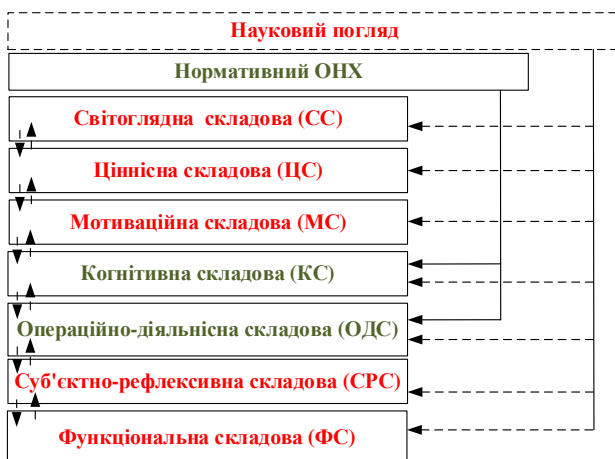 Науковий погляд
Нормативний ОНХ
Світоглядна складова (СС)
Ціннісна складова (ЦС)
Мотиваційна складова (МС)
Когнітивна складова (КС)
Операційно-діяльнісна складова (ОДС)
Суб'єктно-рефлексивна складова (СРС)
Функціональна складова (ФС)